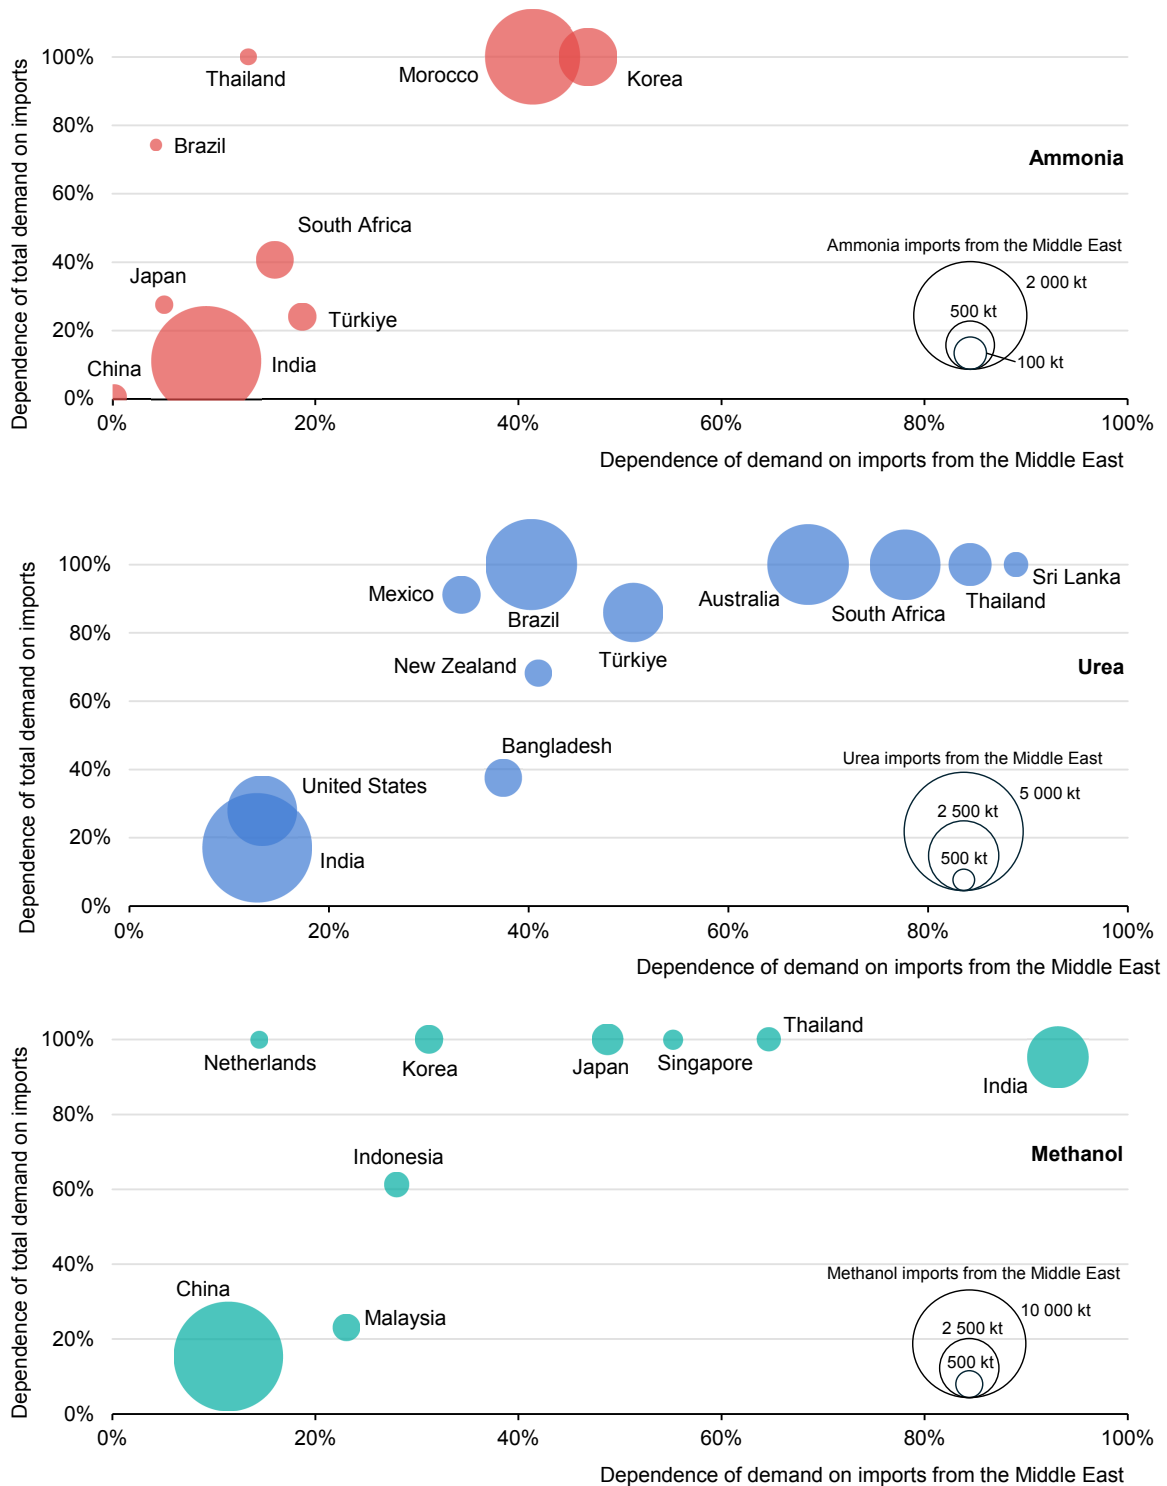 Dependence of total demand on imports
100%
80%
60%
40%
20%
0%
Thailand
Morocco
Korea
Brazil
Ammonia
South Africa
Japan
Türkiye
India
China
Ammonia imports from the Middle East
2 000 kt
500 kt
100 kt
0%
20%
40%
60%
80%
100%
Dependence of demand on imports from the Middle East
Dependence of total demand on imports
100%
80%
60%
40%
20%
0%
Mexico
Brazil
Australia
South Africa
Thailand
Sri Lanka
New Zealand
Türkiye
Urea
Bangladesh
United States
India
Urea imports from the Middle East
5 000 kt
2 500 kt
500 kt
0%
20%
40%
60%
80%
100%
Dependence of demand on imports from the Middle East
Dependence of total demand on imports
100%
80%
60%
40%
20%
0%
Netherlands
Korea
Japan
Singapore
Thailand
India
Indonesia
Methanol
China
Malaysia
Methanol imports from the Middle East
10 000 kt
2 500 kt
500 kt
0%
20%
40%
60%
80%
100%
Dependence of demand on imports from the Middle East